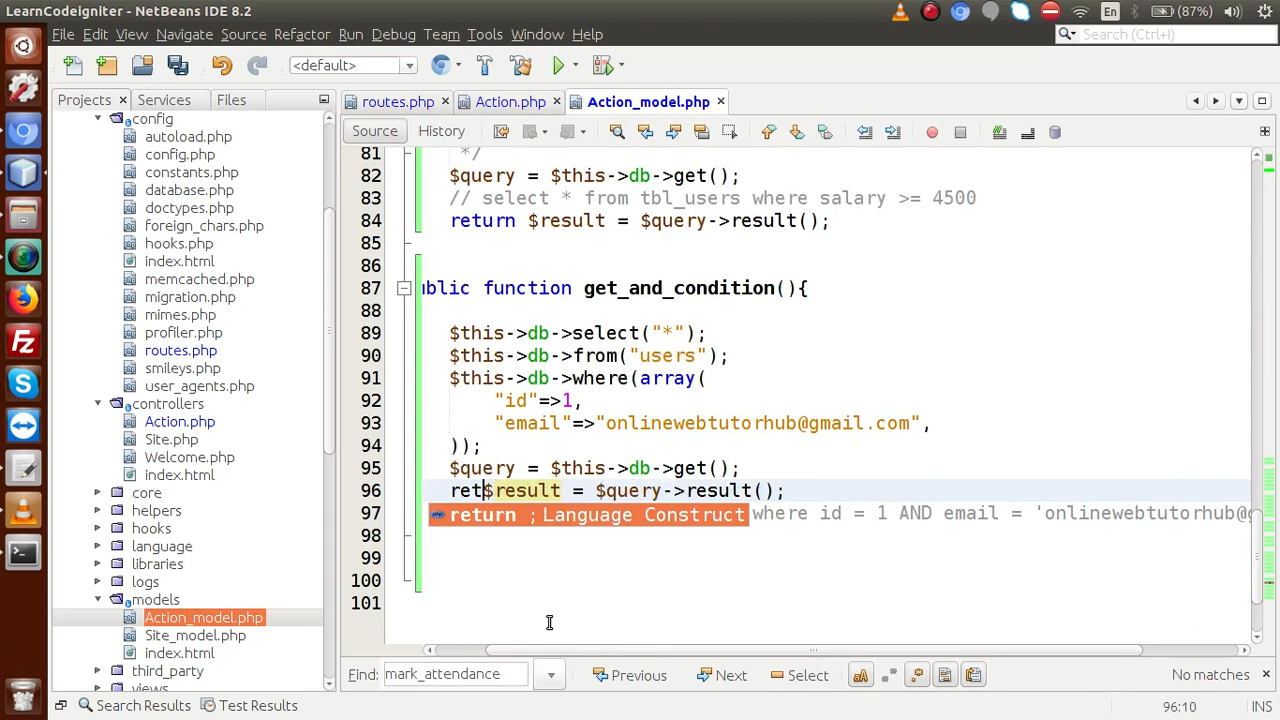 LearnCodeigniter - NetBeans IDE 8.2
En
(87%)
File Edit View Navigate Source Refactor Run Debug Team Tools Window Help
Search (Ctrl+I)
<default>
Projects Services Files
routes.php Action.php Action_model.php
Source History
config
autoload.php
config.php
constants.php
database.php
doctypes.php
foreign_chars.php
hooks.php
index.html
memcached.php
migration.php
mimes.php
profiler.php
routes.php
smileys.php
user_agents.php
controllers
Action.php
Site.php
Welcome.php
index.html
core
helpers
hooks
language
libraries
logs
models
Action_model.php
Site_model.php
index.html
third_party
views
81 */
82 $query = $this->db->get();
83 // select * from tbl_users where salary >= 4500
84 return $result = $query->result();
85
86
87 ublic function get_and_condition(){
88
89 $this->db->select("*");
90 $this->db->from("users");
91 $this->db->where(array(
92 "id"=>1,
93 "email"=>"onlinewebtutorhub@gmail.com",
94 ));
95 $query = $this->db->get();
96 ret$result = $query->result();
97 where id = 1 AND email = 'onlinewebtutorhub@g
return ; Language Construct
98
99
100
101
Find: mark_attendance Previous Next Select aA No matches
Search Results Test Results
96:10 INS